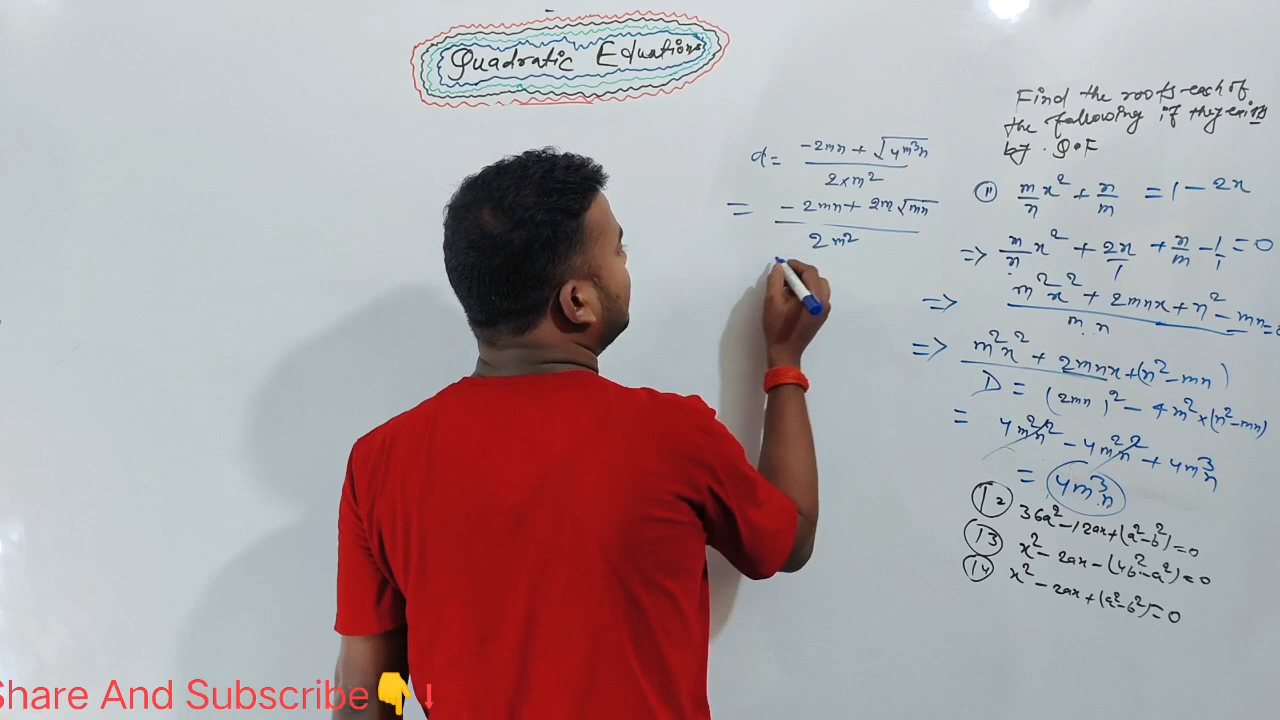 Quadratic Equations
Find the roots each of
the following if they exists
by. Q.F
(11) m/n x² + n/m = 1 - 2x
=> m/n x² + 2x/1 + n/m - 1/1 = 0
=> (m²x² + 2mnx + n² - mn)/(m.n) = 0
=> m²x² + 2mnx + (n² - mn)
D = (2mn)² - 4m² × (n² - mn)
= 4m²n² - 4m²n² + 4m³n
= 4m³n
(12) 36a² - 12ax + (a² - b²) = 0
(13) x² - 2ax - (4b² - a²) = 0
(14) x² - 2ax + (a² - b²) = 0
α = (-2mn + √4m³n)/(2×m²)
= (-2mn + 2m√mn)/(2m²)
Share And Subscribe👇